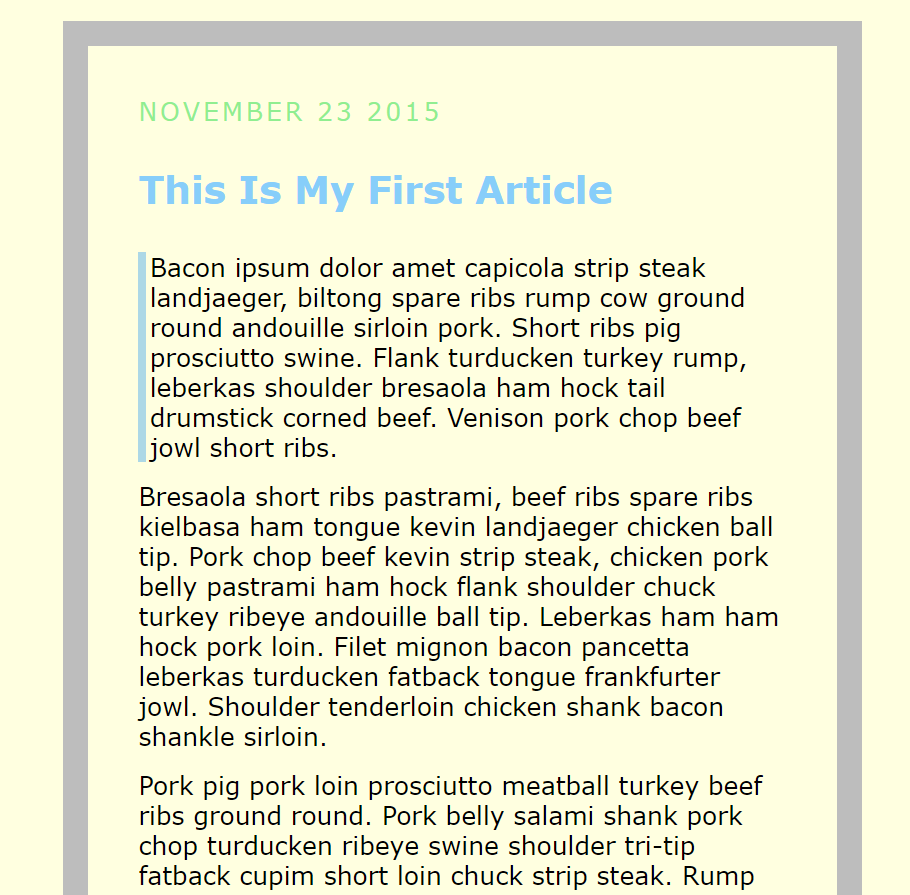 NOVEMBER 23 2015
This Is My First Article
Bacon ipsum dolor amet capicola strip steak
landjaeger, biltong spare ribs rump cow ground
round andouille sirloin pork. Short ribs pig
prosciutto swine. Flank turducken turkey rump,
leberkas shoulder bresaola ham hock tail
drumstick corned beef. Venison pork chop beef
jowl short ribs.
Bresaola short ribs pastrami, beef ribs spare ribs
kielbasa ham tongue kevin landjaeger chicken ball
tip. Pork chop beef kevin strip steak, chicken pork
belly pastrami ham hock flank shoulder chuck
turkey ribeye andouille ball tip. Leberkas ham ham
hock pork loin. Filet mignon bacon pancetta
leberkas turducken fatback tongue frankfurter
jowl. Shoulder tenderloin chicken shank bacon
shankle sirloin.
Pork pig pork loin prosciutto meatball turkey beef
ribs ground round. Pork belly salami shank pork
chop turducken ribeye swine shoulder tri-tip
fatback cupim short loin chuck strip steak. Rump